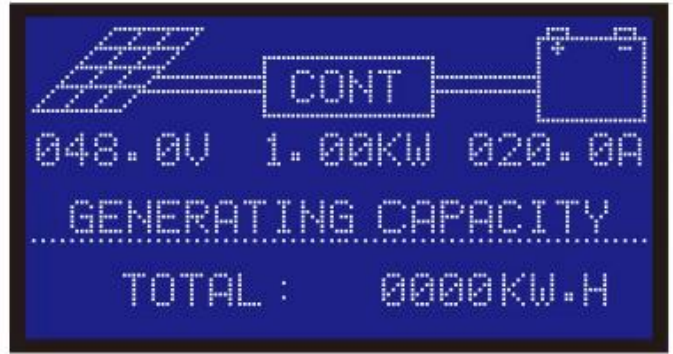 CONT
+ -
048.0V 1.00KW 020.0A
GENERATING CAPACITY
TOTAL: 0000KW.H